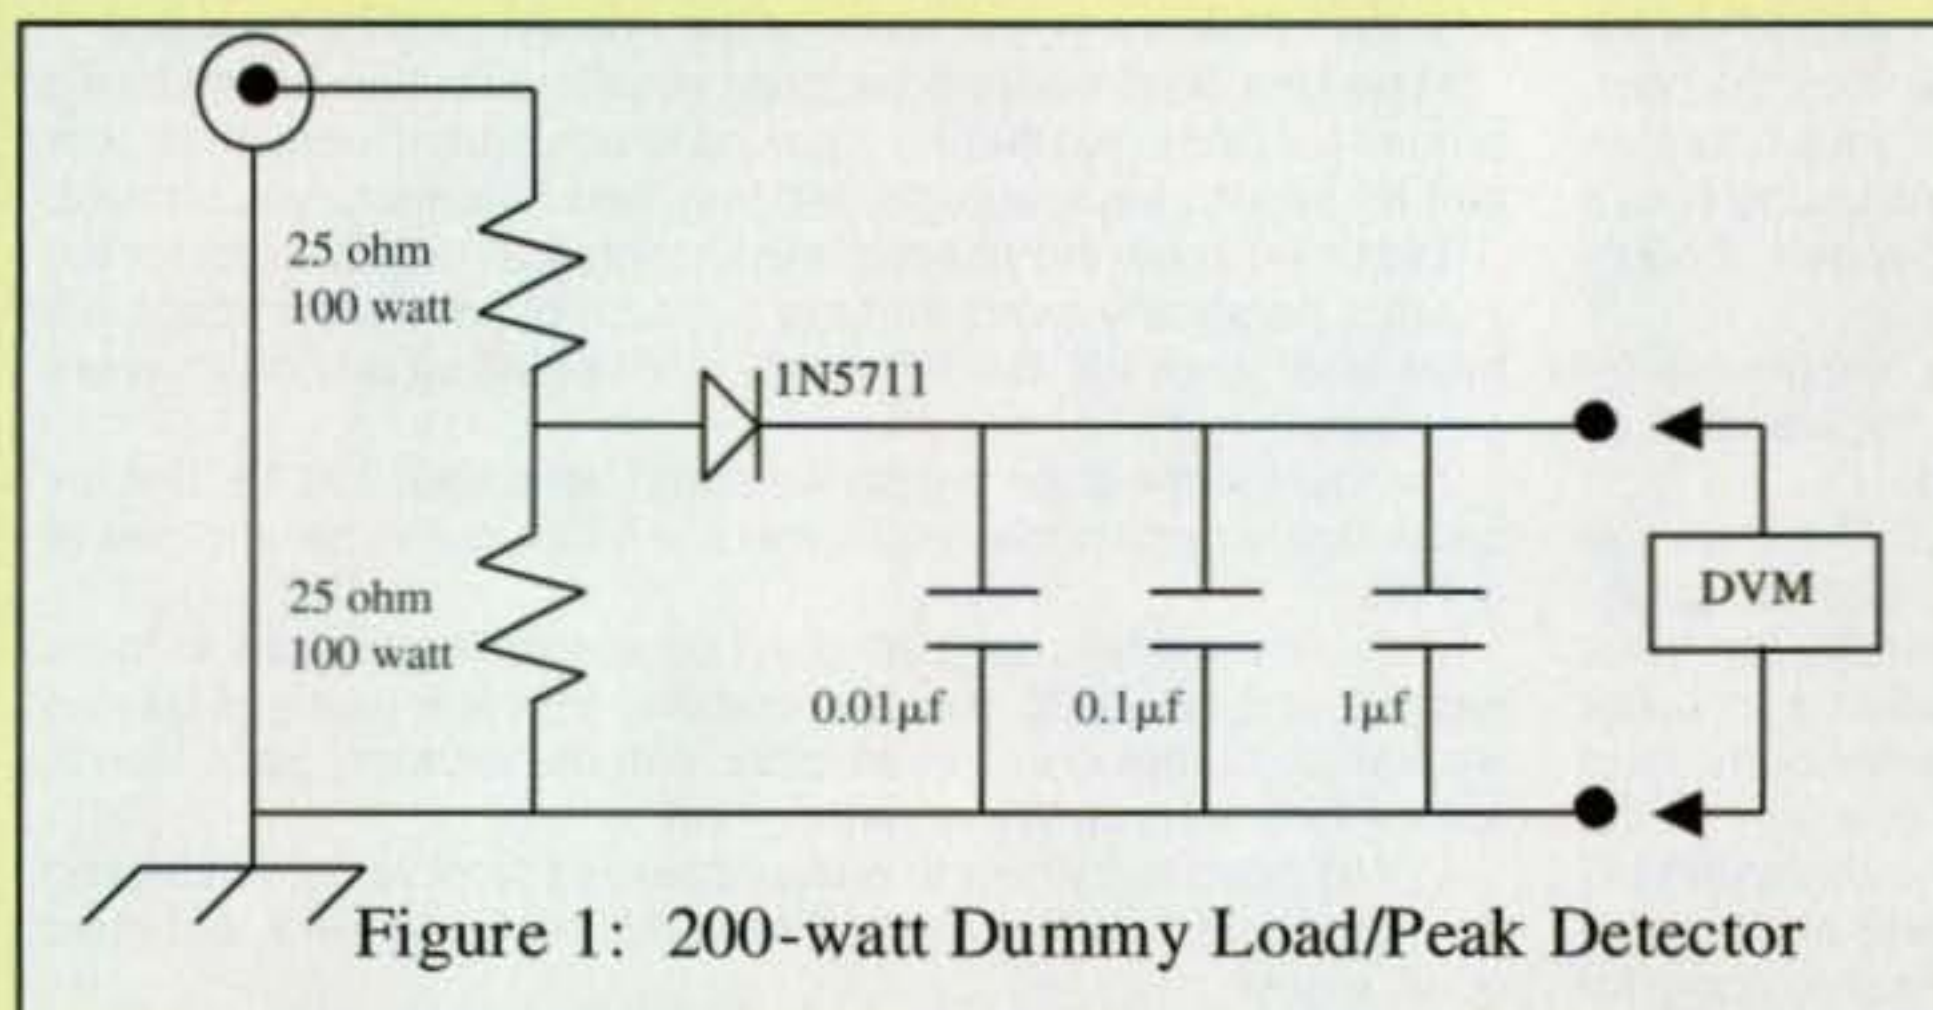 25 ohm
100 watt
1N5711
25 ohm
100 watt
0.01µf
0.1µf
1µf
DVM
Figure 1: 200-watt Dummy Load/Peak Detector